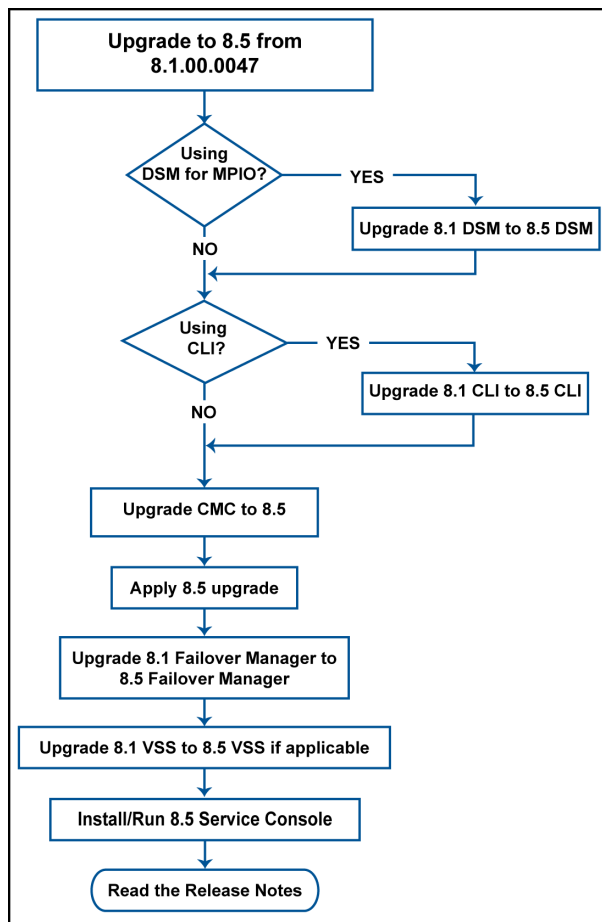 Upgrade to 8.5 from
8.1.00.0047
Using
DSM for MPIO?
YES
Upgrade 8.1 DSM to 8.5 DSM
NO
Using
CLI?
YES
Upgrade 8.1 CLI to 8.5 CLI
NO
Upgrade CMC to 8.5
Apply 8.5 upgrade
Upgrade 8.1 Failover Manager to
8.5 Failover Manager
Upgrade 8.1 VSS to 8.5 VSS if applicable
Install/Run 8.5 Service Console
Read the Release Notes